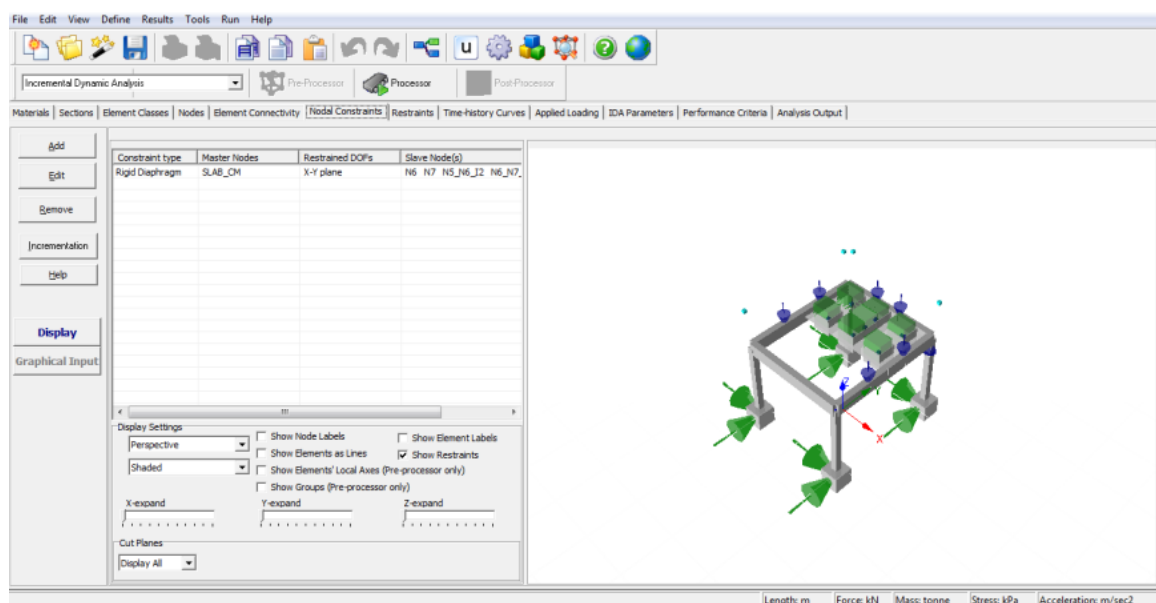 File Edit View Define Results Tools Run Help
u
Incremental Dynamic Analysis Pre-Processor Processor Post-Processor
Materials | Sections | Element Classes | Nodes | Element Connectivity | Nodal Constraints | Restraints | Time-history Curves | Applied Loading | IDA Parameters | Performance Criteria | Analysis Output |
Add
Edit
Remove
Incrementation
Help
Display
Graphical Input
Constraint type Master Nodes Restrained DOFs Slave Node(s)
Rigid Diaphragm SLAB_CM X-Y plane N6 N7 N5_N6_I2 N6_N7_
Display Settings
Perspective
Shaded
Show Node Labels Show Element Labels
Show Elements as Lines Show Restraints
Show Elements' Local Axes (Pre-processor only)
Show Groups (Pre-processor only)
X-expand Y-expand Z-expand
Cut Planes
Display All
Z
Y
X
Length: m Force: kN Mass: tonne Stress: kPa Acceleration: m/sec2